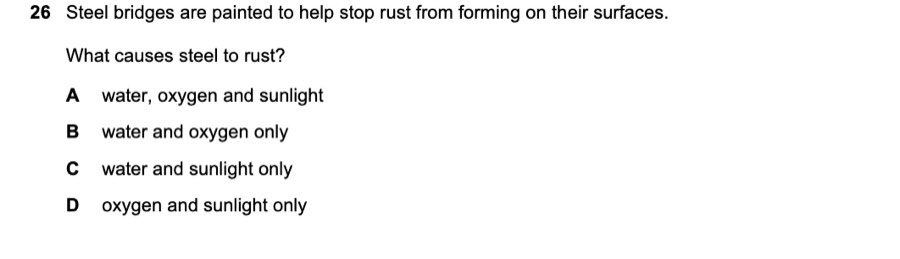 26 Steel bridges are painted to help stop rust from forming on their surfaces.
What causes steel to rust?
A water, oxygen and sunlight
B water and oxygen only
C water and sunlight only
D oxygen and sunlight only